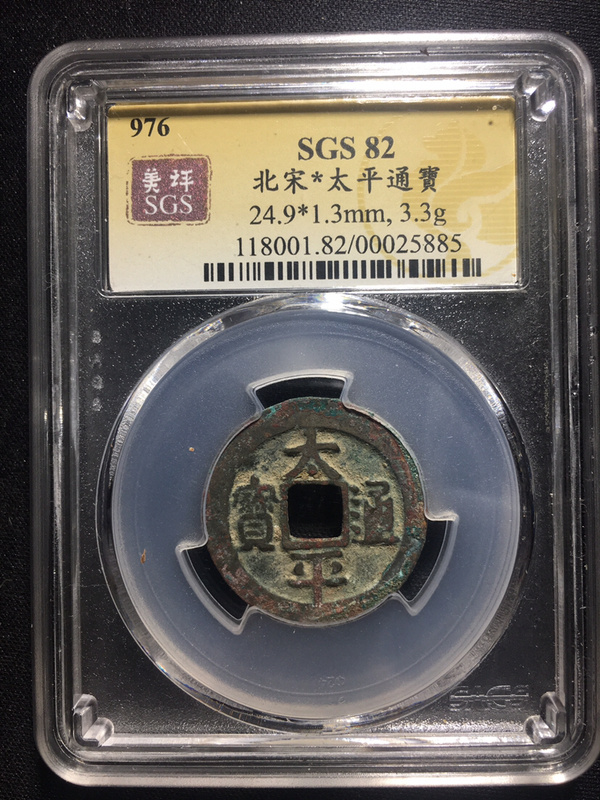 976
SGS 82
美祥
SGS
北宋*太平通寶
24.9*1.3mm, 3.3g
118001.82/00025885
太
寶 通
平